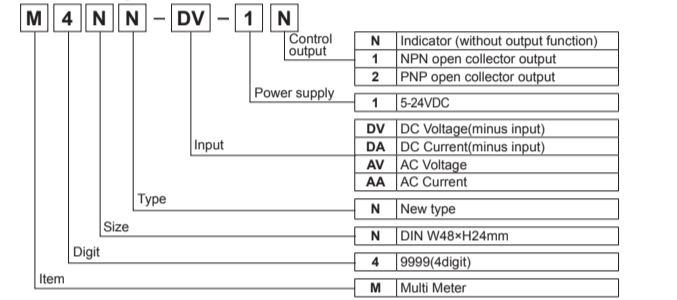 M 4 N N - DV - 1 N
Control output
N Indicator (without output function)
1 NPN open collector output
2 PNP open collector output
Power supply
1 5-24VDC
Input
DV DC Voltage(minus input)
DA DC Current(minus input)
AV AC Voltage
AA AC Current
Type
N New type
Size
N DIN W48×H24mm
Digit
4 9999(4digit)
Item
M Multi Meter